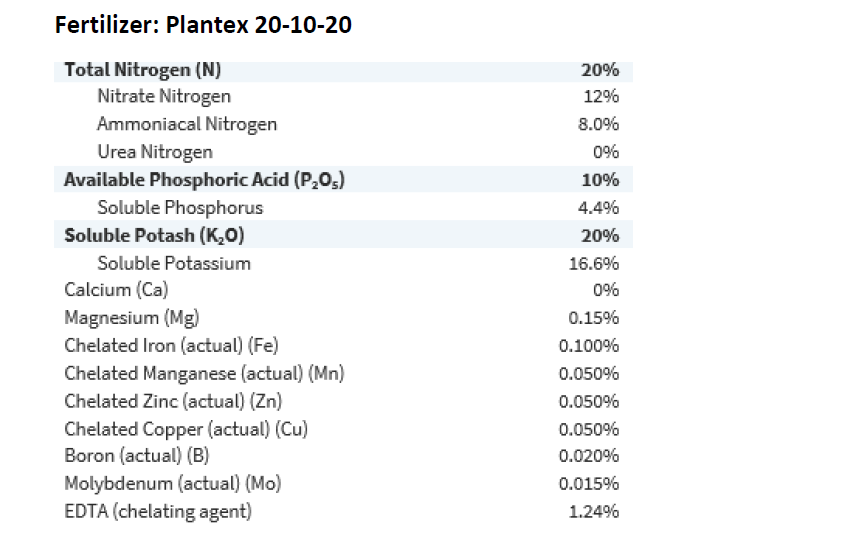 Fertilizer: Plantex 20-10-20
Total Nitrogen (N) 20%
Nitrate Nitrogen 12%
Ammoniacal Nitrogen 8.0%
Urea Nitrogen 0%
Available Phosphoric Acid (P₂O₅) 10%
Soluble Phosphorus 4.4%
Soluble Potash (K₂O) 20%
Soluble Potassium 16.6%
Calcium (Ca) 0%
Magnesium (Mg) 0.15%
Chelated Iron (actual) (Fe) 0.100%
Chelated Manganese (actual) (Mn) 0.050%
Chelated Zinc (actual) (Zn) 0.050%
Chelated Copper (actual) (Cu) 0.050%
Boron (actual) (B) 0.020%
Molybdenum (actual) (Mo) 0.015%
EDTA (chelating agent) 1.24%